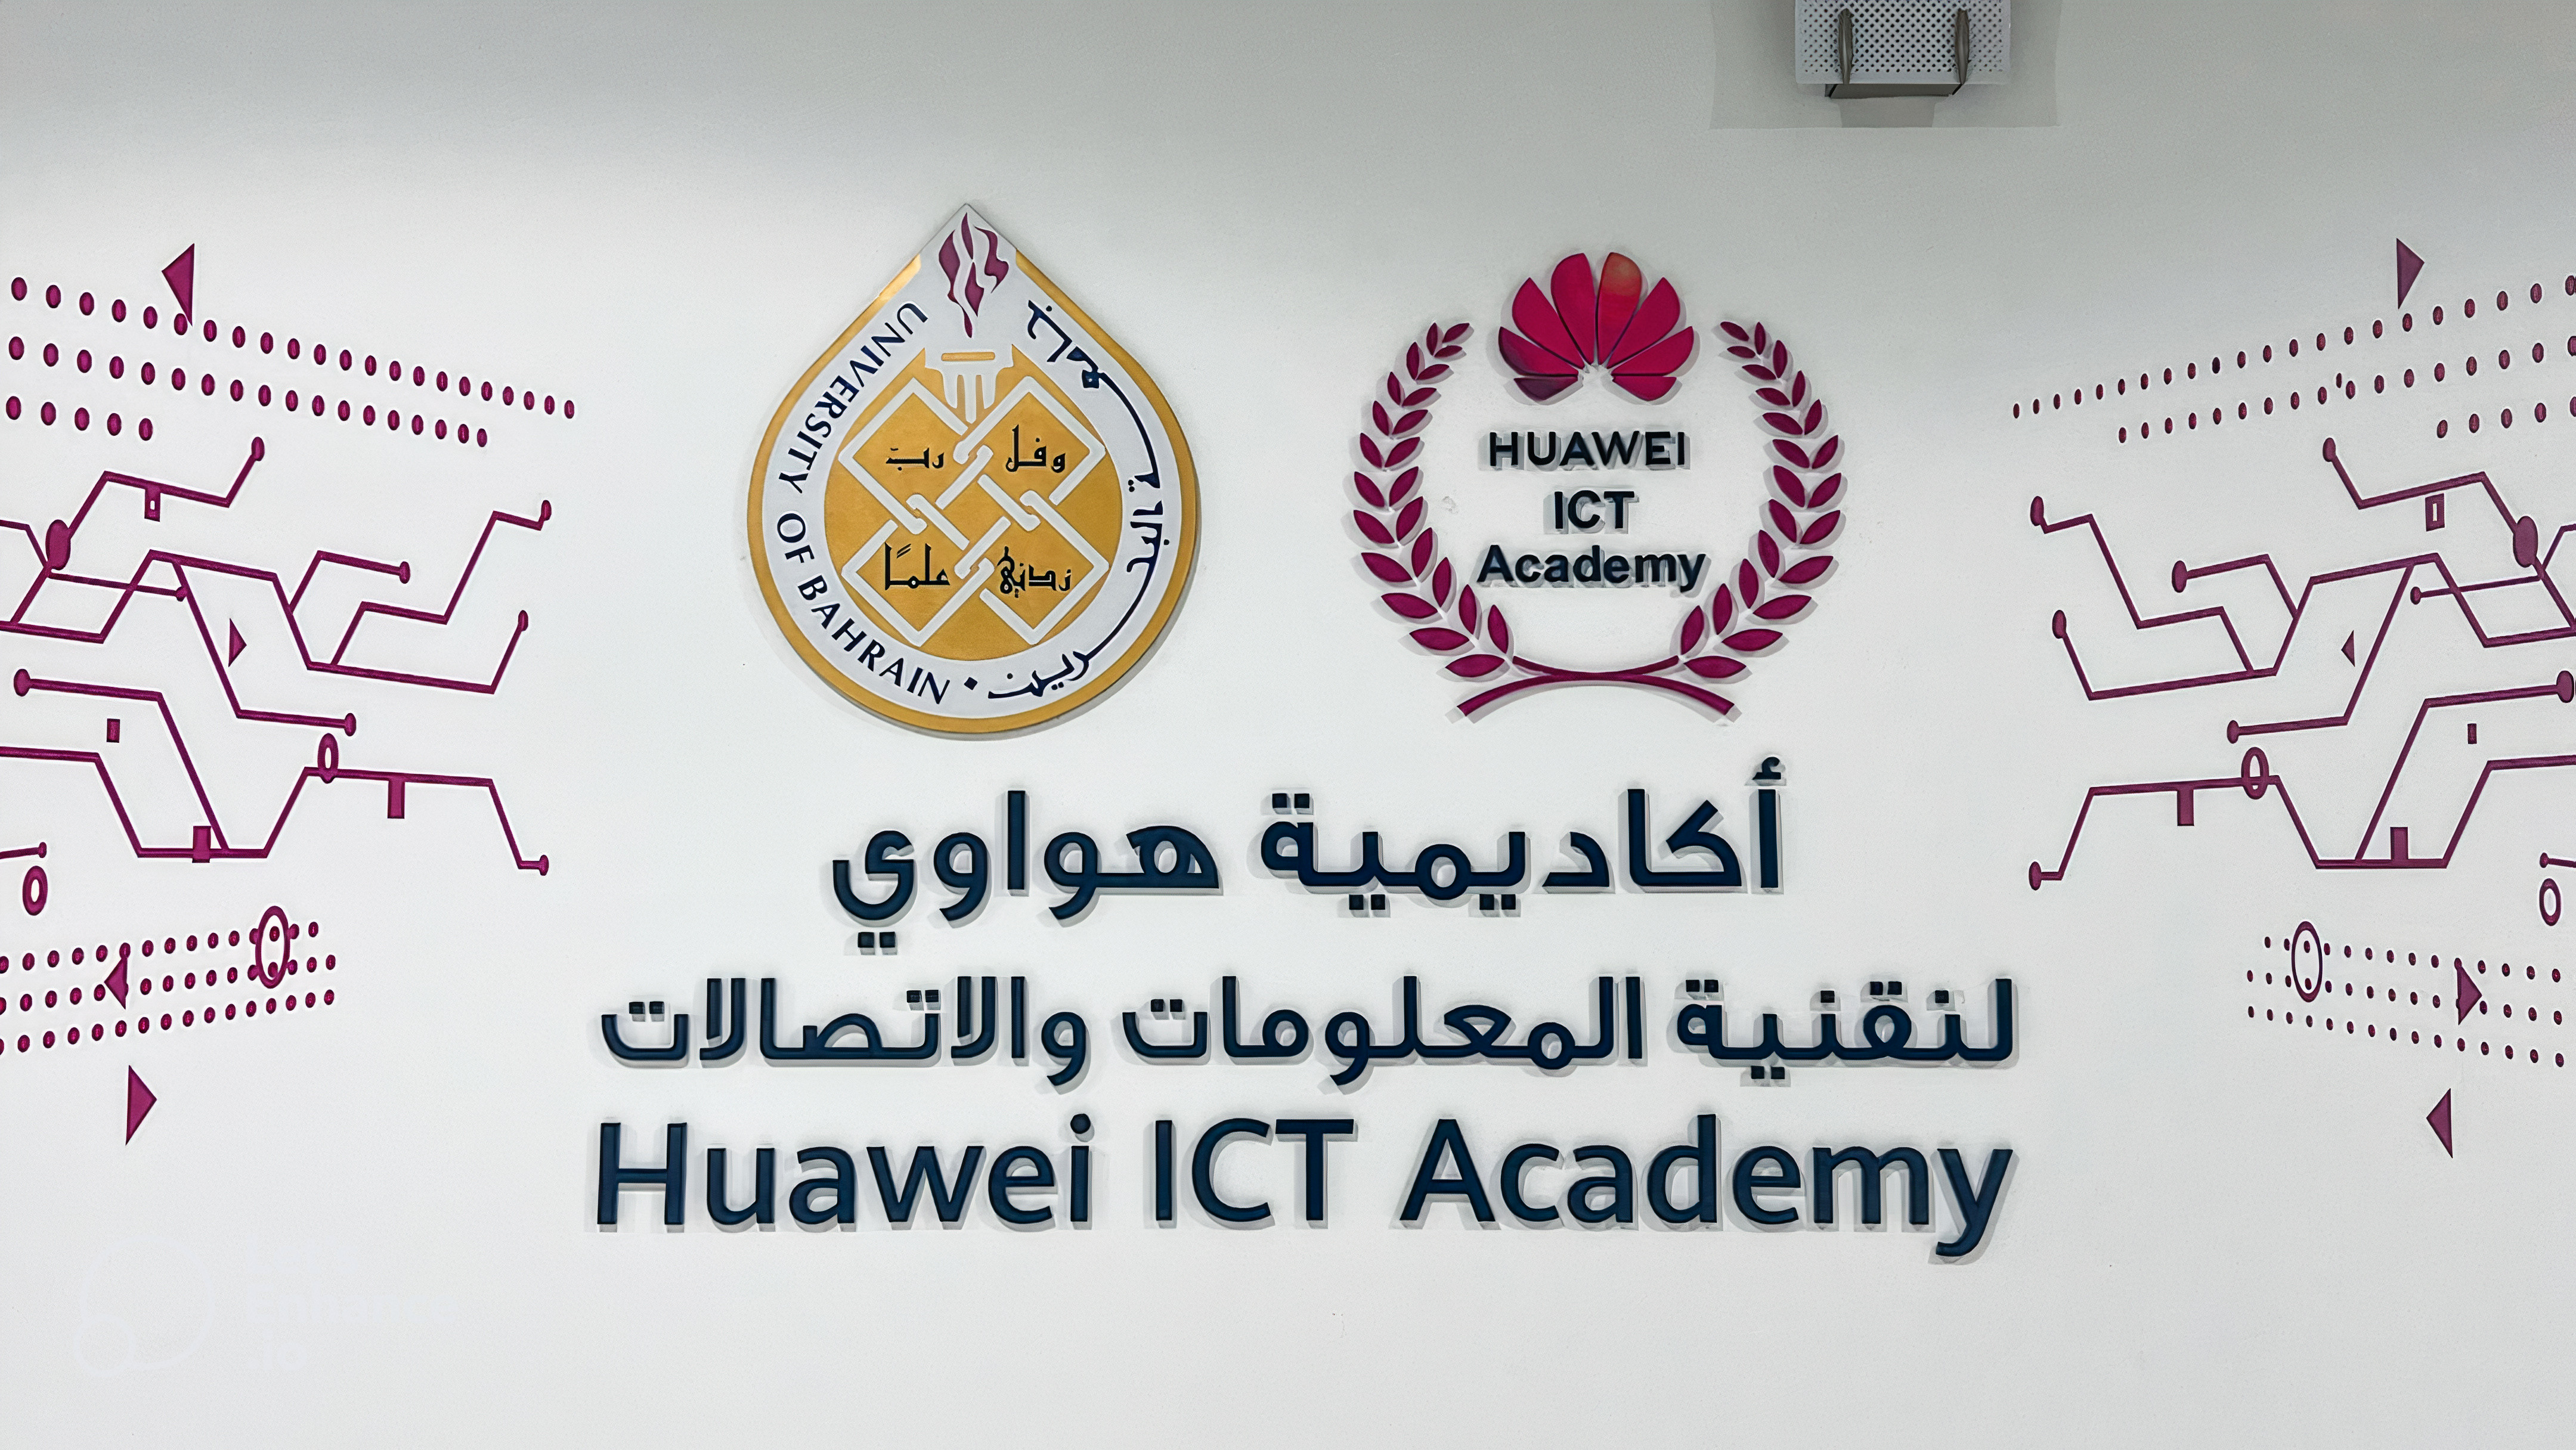 UNIVERSITY OF BAHRAIN • جامعة البحرين
وقل رب
زدني علمًا
HUAWEI
ICT
Academy
أكاديمية هواوي
لتقنية المعلومات والاتصالات
Huawei ICT Academy